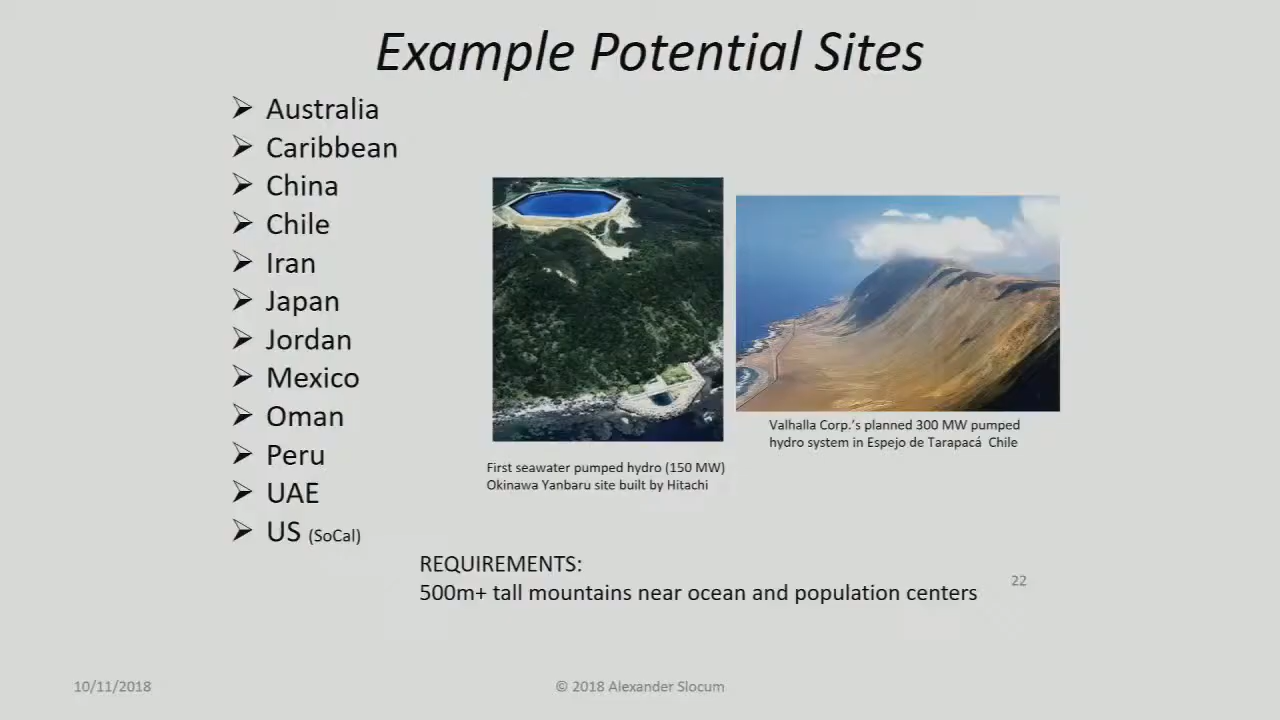 Example Potential Sites
➢ Australia
➢ Caribbean
➢ China
➢ Chile
➢ Iran
➢ Japan
➢ Jordan
➢ Mexico
➢ Oman
➢ Peru
➢ UAE
➢ US (SoCal)
Valhalla Corp.'s planned 300 MW pumped
hydro system in Espejo de Tarapacá Chile
First seawater pumped hydro (150 MW)
Okinawa Yanbaru site built by Hitachi
REQUIREMENTS:
500m+ tall mountains near ocean and population centers
22
10/11/2018
© 2018 Alexander Slocum